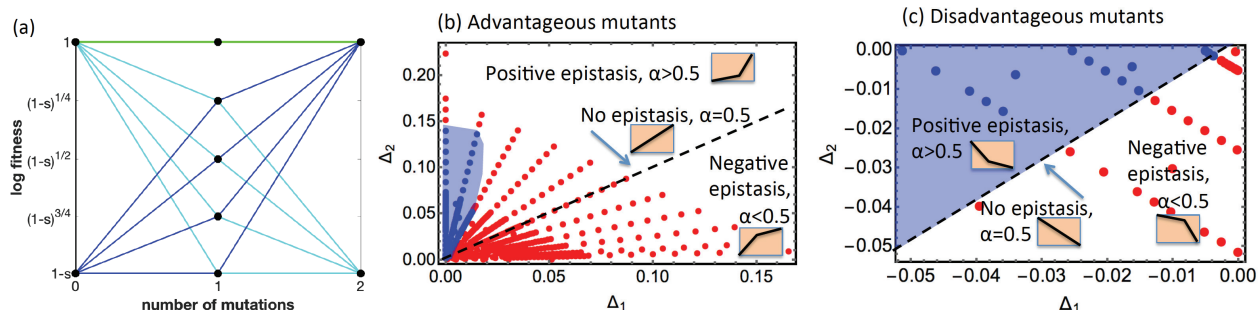 (a)
log fitness
1
(1-s)1/4
(1-s)1/2
(1-s)3/4
1-s
0
1
2
number of mutations
(b) Advantageous mutants
Δ2
0.20
0.15
0.10
0.05
0.00
Positive epistasis, α>0.5
No epistasis, α=0.5
Negative
epistasis,
α<0.5
0.00
0.05
0.10
0.15
Δ1
(c) Disadvantageous mutants
Δ2
0.00
−0.01
−0.02
−0.03
−0.04
−0.05
Positive epistasis,
α>0.5
No epistasis,
α=0.5
Negative
epistasis,
α<0.5
−0.05
−0.04
−0.03
−0.02
−0.01
0.00
Δ1